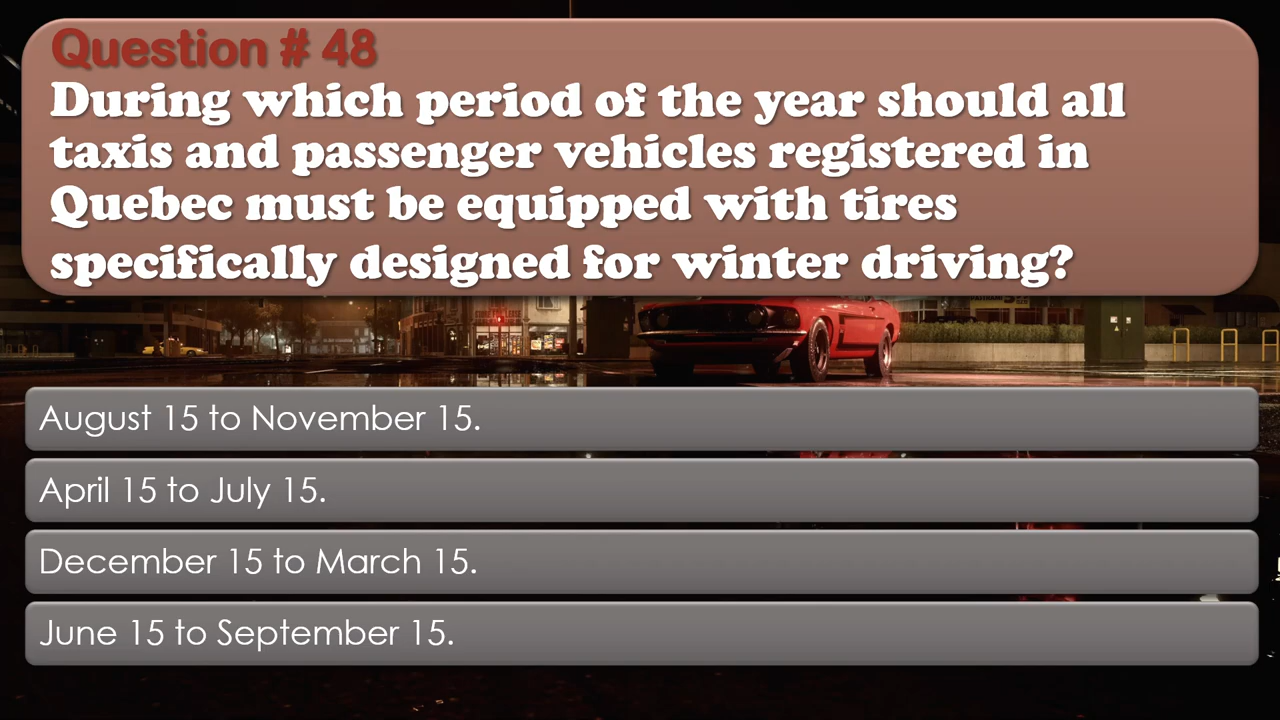 Question # 48
During which period of the year should all
taxis and passenger vehicles registered in
Quebec must be equipped with tires
specifically designed for winter driving?
August 15 to November 15.
April 15 to July 15.
December 15 to March 15.
June 15 to September 15.